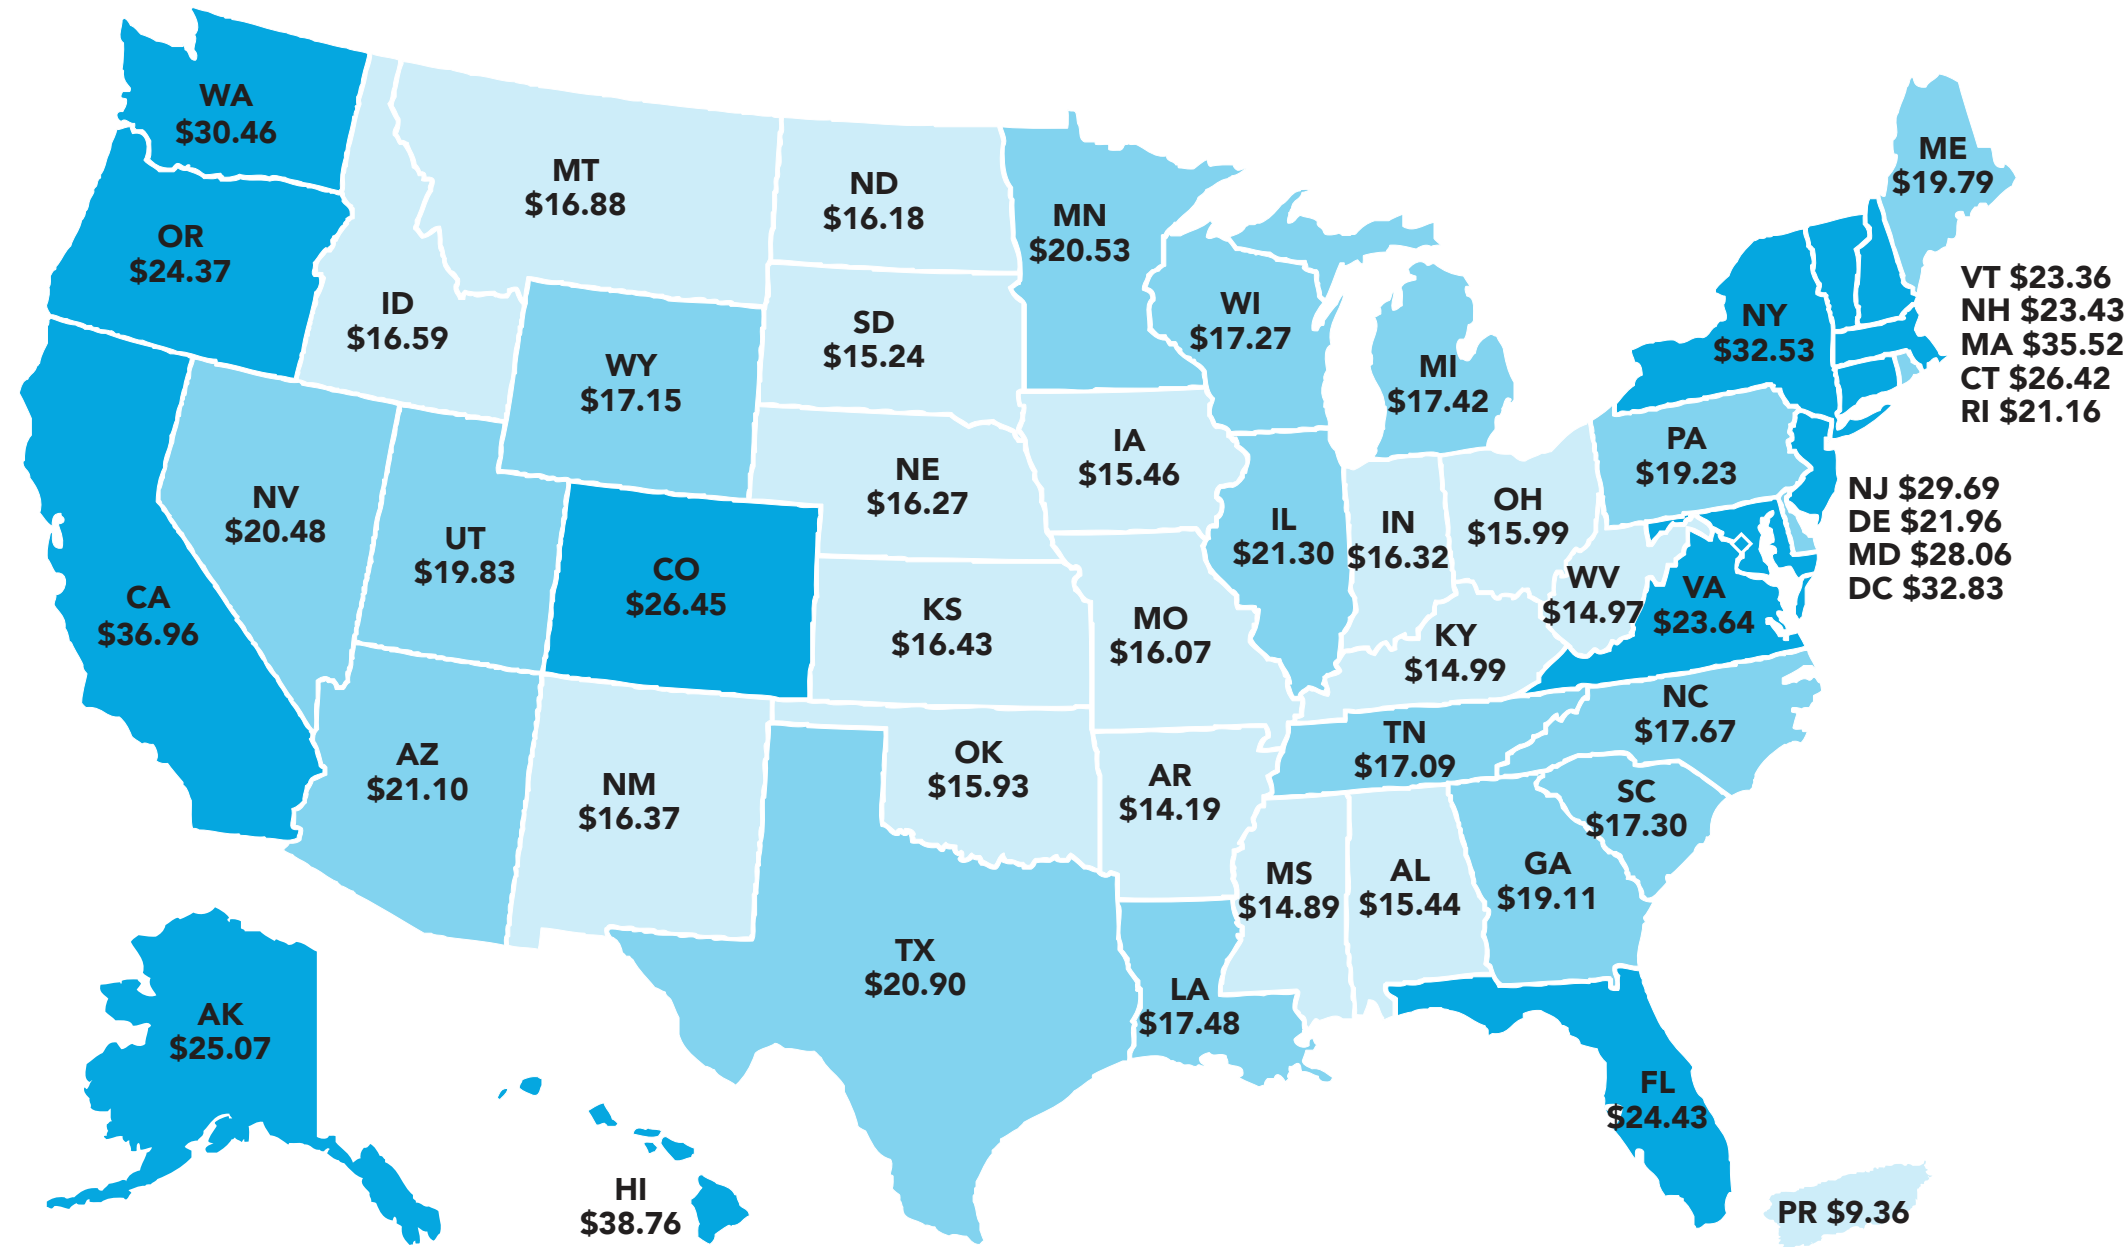 WA
$30.46
OR
$24.37
CA
$36.96
ID
$16.59
NV
$20.48
MT
$16.88
WY
$17.15
UT
$19.83
AZ
$21.10
CO
$26.45
NM
$16.37
ND
$16.18
SD
$15.24
NE
$16.27
KS
$16.43
OK
$15.93
TX
$20.90
MN
$20.53
IA
$15.46
MO
$16.07
AR
$14.19
LA
$17.48
WI
$17.27
IL
$21.30
MI
$17.42
IN
$16.32
OH
$15.99
KY
$14.99
TN
$17.09
MS
$14.89
AL
$15.44
GA
$19.11
FL
$24.43
SC
$17.30
NC
$17.67
VA
$23.64
WV
$14.97
PA
$19.23
NY
$32.53
ME
$19.79
VT $23.36
NH $23.43
MA $35.52
CT $26.42
RI $21.16
NJ $29.69
DE $21.96
MD $28.06
DC $32.83
AK
$25.07
HI
$38.76
PR $9.36